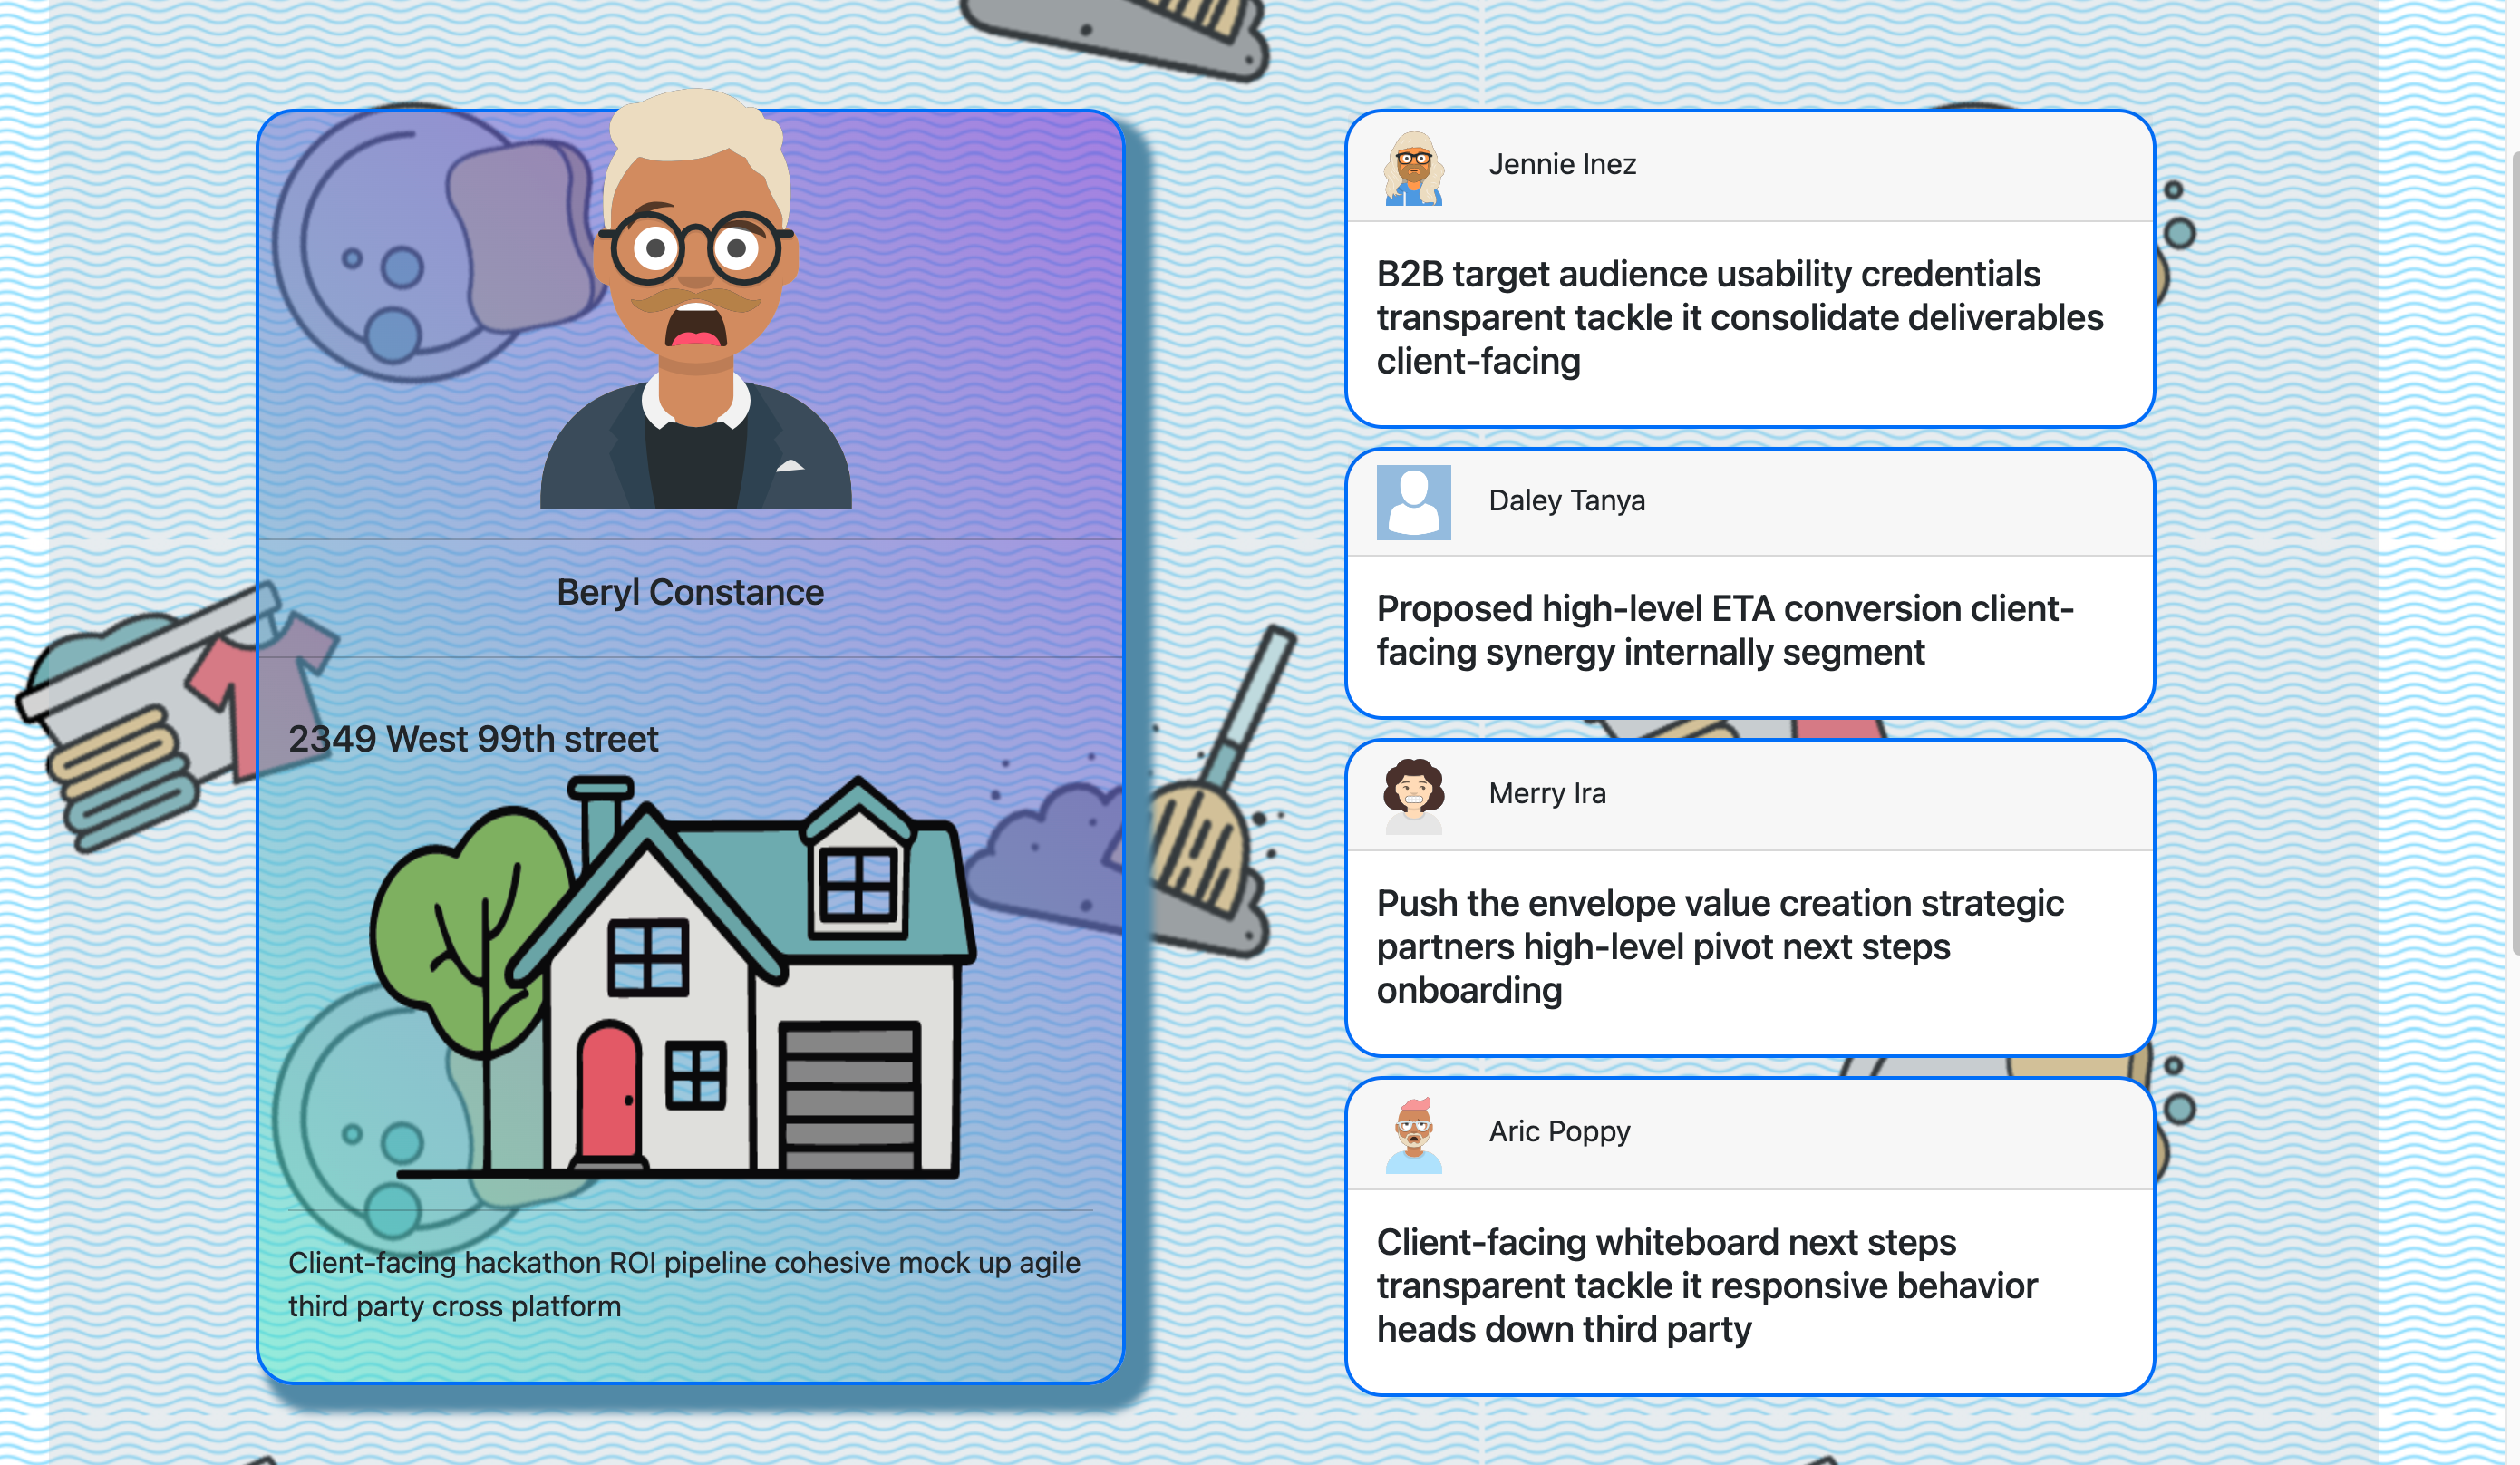 Beryl Constance
2349 West 99th street
Client-facing hackathon ROI pipeline cohesive mock up agile
third party cross platform
Jennie Inez
B2B target audience usability credentials
transparent tackle it consolidate deliverables
client-facing
Daley Tanya
Proposed high-level ETA conversion client-
facing synergy internally segment
Merry Ira
Push the envelope value creation strategic
partners high-level pivot next steps
onboarding
Aric Poppy
Client-facing whiteboard next steps
transparent tackle it responsive behavior
heads down third party